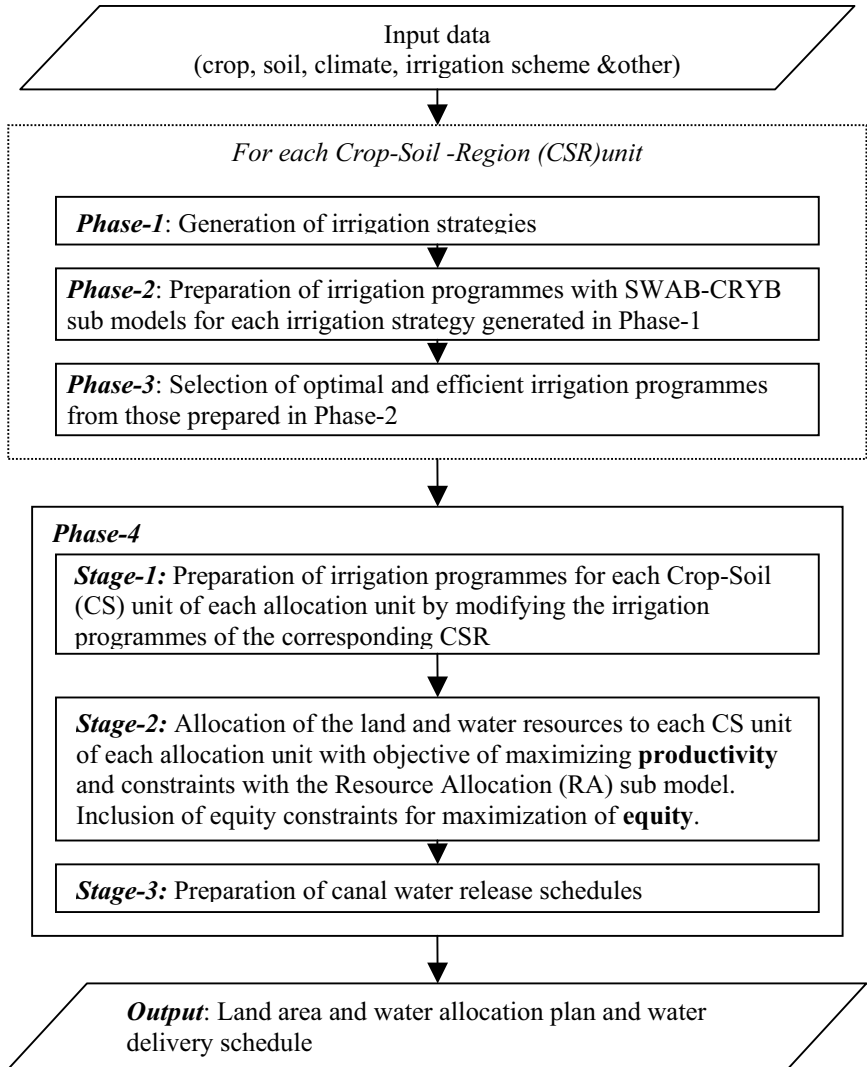 Input data
(crop, soil, climate, irrigation scheme &other)
For each Crop-Soil -Region (CSR)unit
Phase-1: Generation of irrigation strategies
Phase-2: Preparation of irrigation programmes with SWAB-CRYB
sub models for each irrigation strategy generated in Phase-1
Phase-3: Selection of optimal and efficient irrigation programmes
from those prepared in Phase-2
Phase-4
Stage-1: Preparation of irrigation programmes for each Crop-Soil
(CS) unit of each allocation unit by modifying the irrigation
programmes of the corresponding CSR
Stage-2: Allocation of the land and water resources to each CS unit
of each allocation unit with objective of maximizing productivity
and constraints with the Resource Allocation (RA) sub model.
Inclusion of equity constraints for maximization of equity.
Stage-3: Preparation of canal water release schedules
Output: Land area and water allocation plan and water
delivery schedule